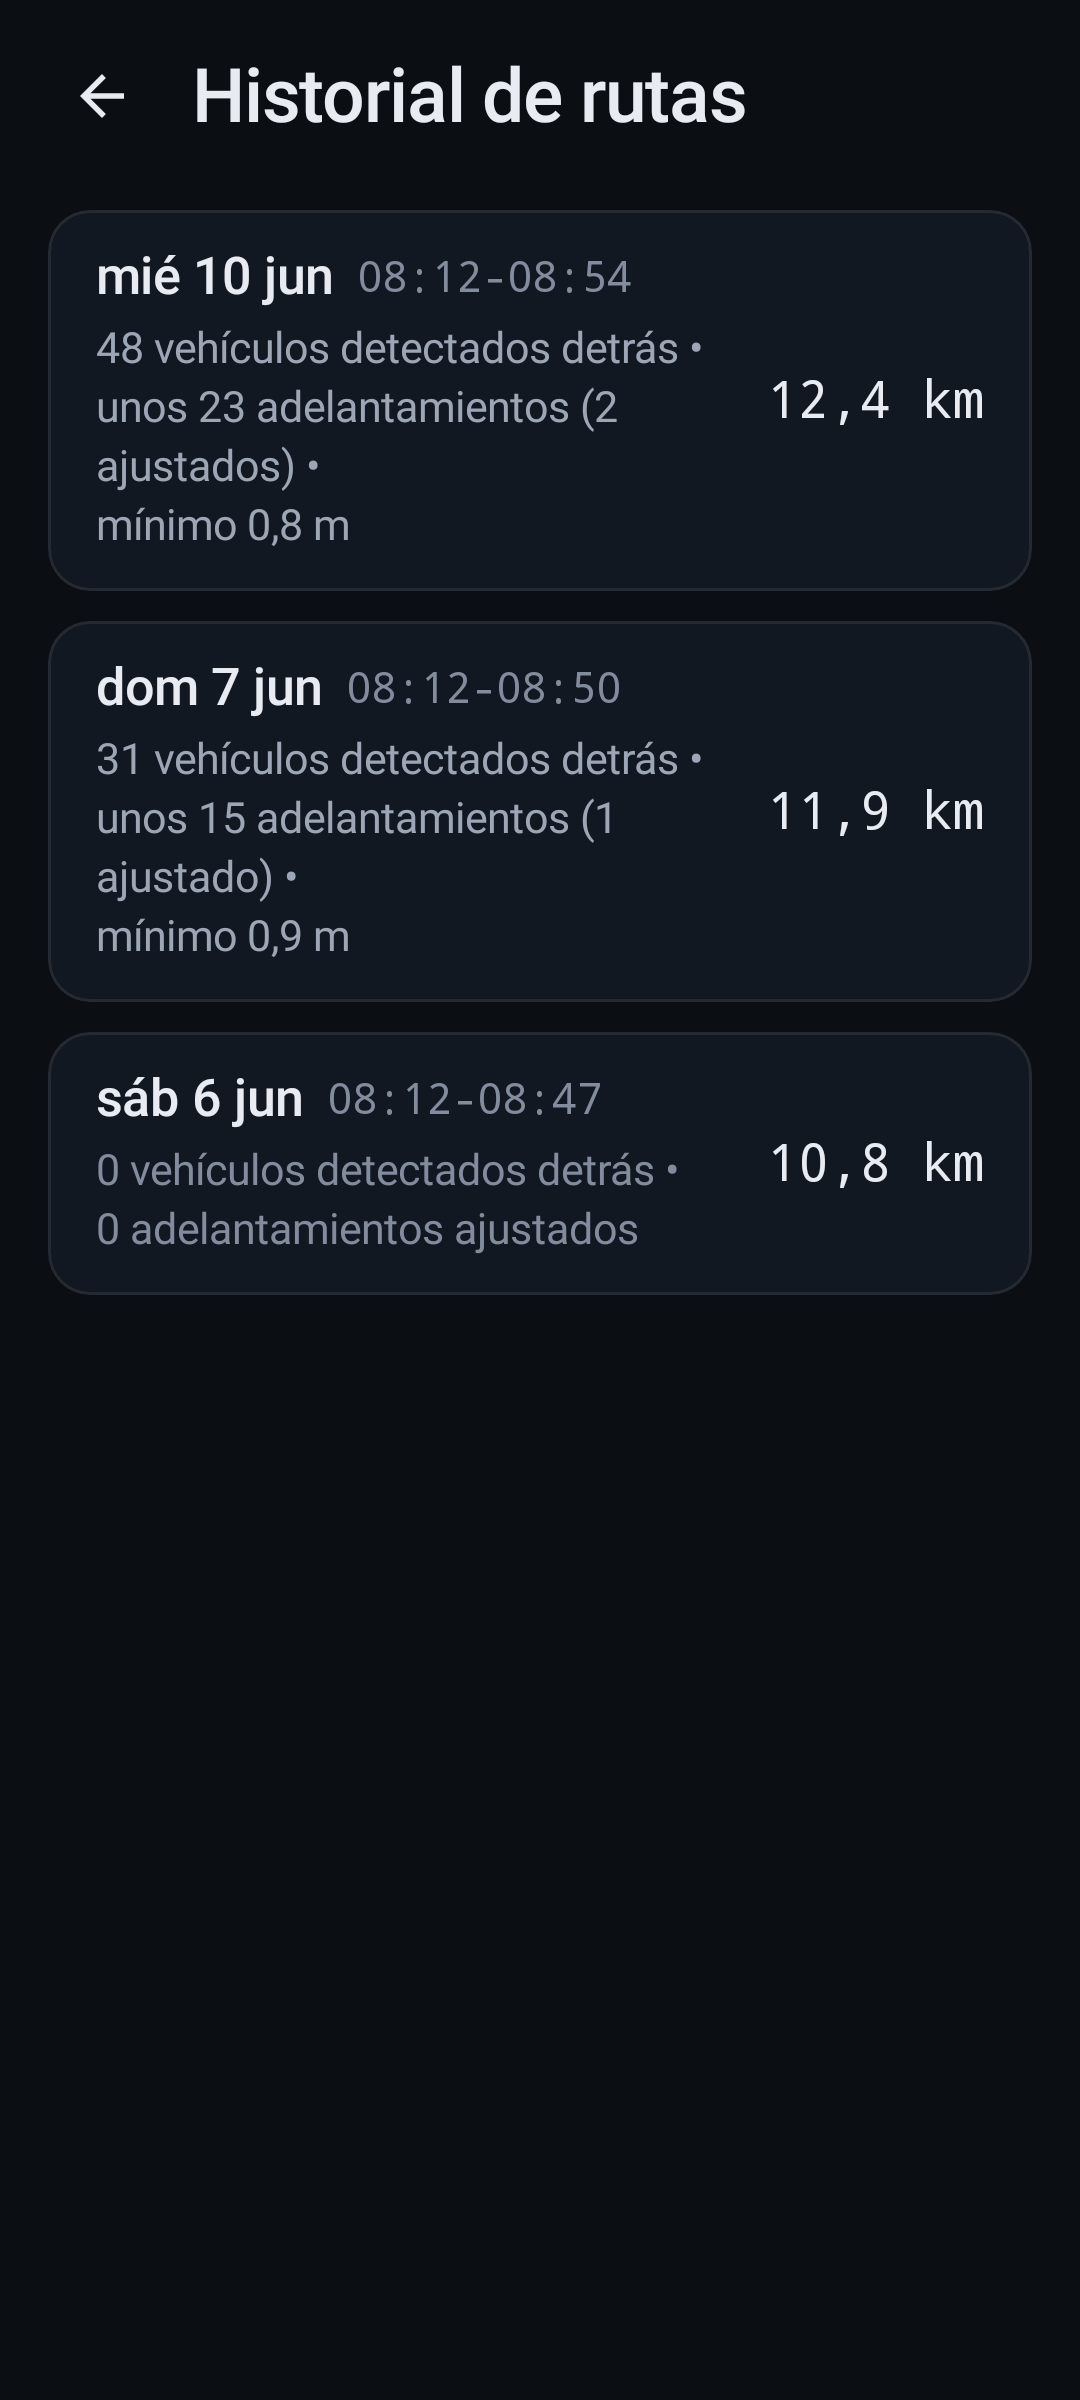 Historial de rutas
mié 10 jun 08:12-08:54
48 vehículos detectados detrás •
unos 23 adelantamientos (2
ajustados) •
mínimo 0,8 m
12,4 km
dom 7 jun 08:12-08:50
31 vehículos detectados detrás •
unos 15 adelantamientos (1
ajustado) •
mínimo 0,9 m
11,9 km
sáb 6 jun 08:12-08:47
0 vehículos detectados detrás •
0 adelantamientos ajustados
10,8 km